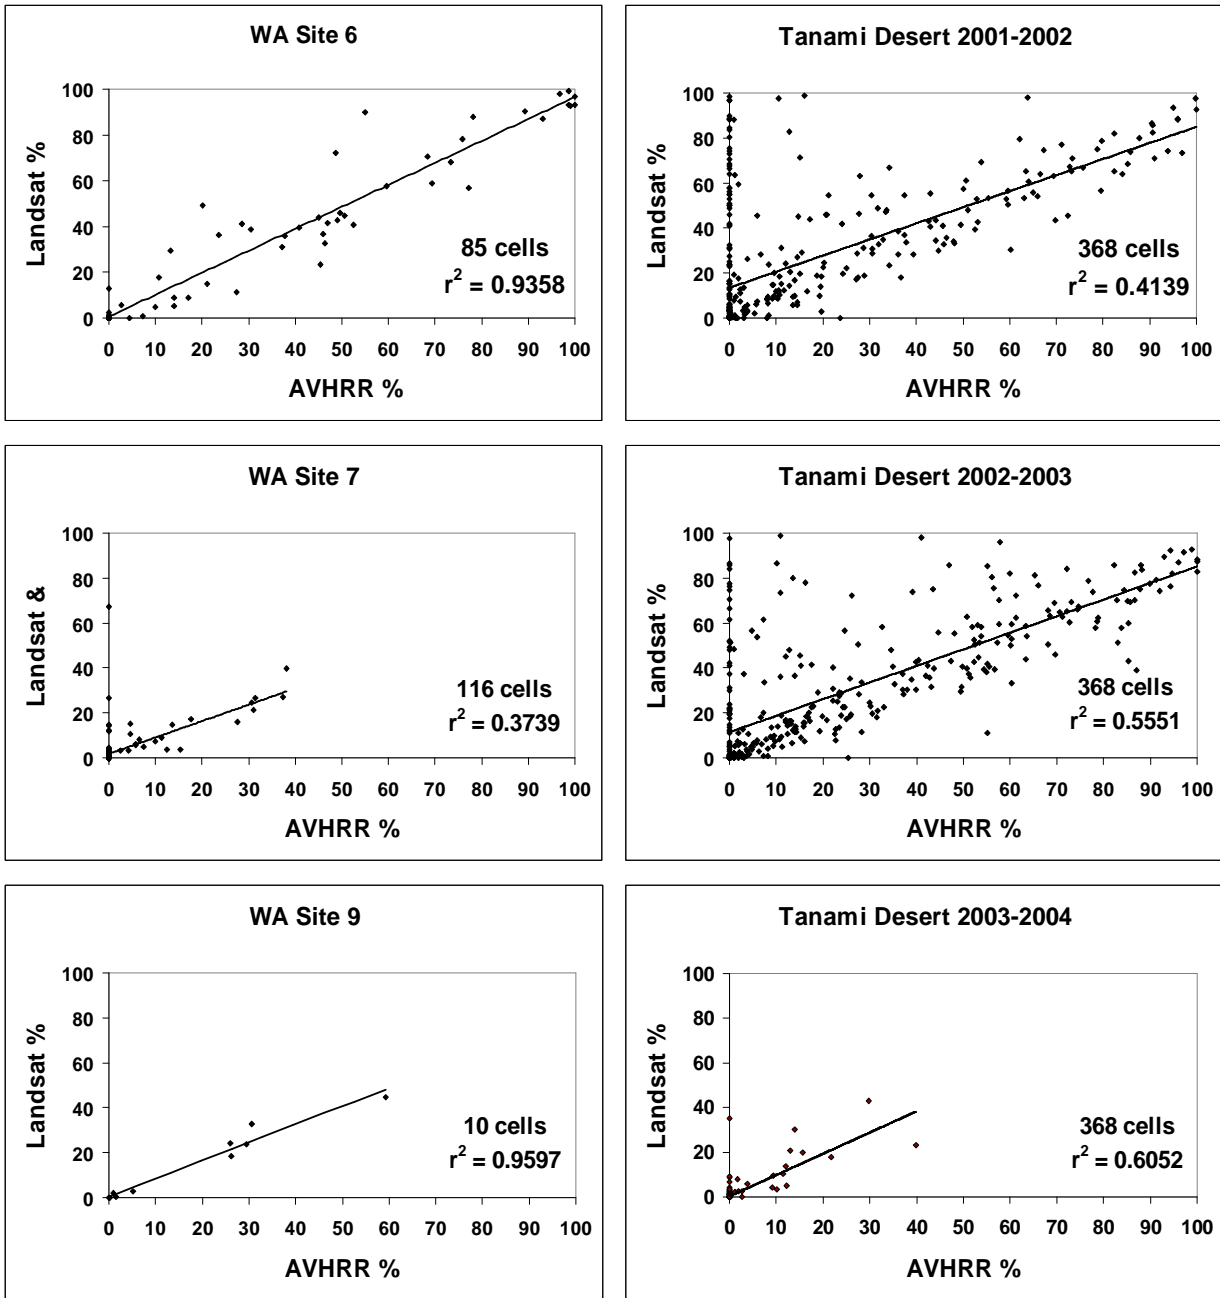 WA Site 6
Landsat %
100
80
60
40
20
0
85 cells
r² = 0.9358
0 10 20 30 40 50 60 70 80 90 100
AVHRR %
Tanami Desert 2001-2002
Landsat %
100
80
60
40
20
0
368 cells
r² = 0.4139
0 10 20 30 40 50 60 70 80 90 100
AVHRR %
WA Site 7
Landsat &
100
80
60
40
20
0
116 cells
r² = 0.3739
0 10 20 30 40 50 60 70 80 90 100
AVHRR %
Tanami Desert 2002-2003
Landsat %
100
80
60
40
20
0
368 cells
r² = 0.5551
0 10 20 30 40 50 60 70 80 90 100
AVHRR %
WA Site 9
Landsat %
100
80
60
40
20
0
10 cells
r² = 0.9597
0 10 20 30 40 50 60 70 80 90 100
AVHRR %
Tanami Desert 2003-2004
Landsat %
100
80
60
40
20
0
368 cells
r² = 0.6052
0 10 20 30 40 50 60 70 80 90 100
AVHRR %